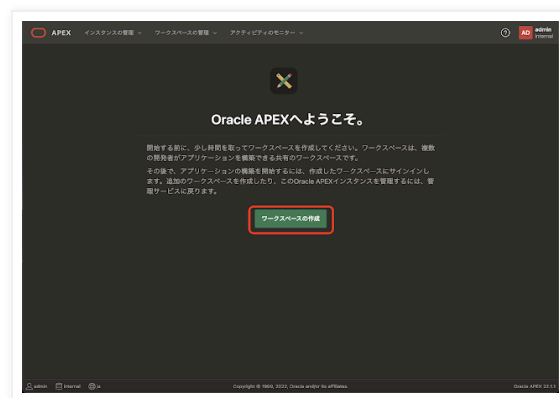 APEX インスタンスの管理 ワークスペースの管理 アクティビティのモニター AD admin internal
Oracle APEXへようこそ。
開始する前に、少し時間を取ってワークスペースを作成してください。ワークスペースは、複数
の開発者がアプリケーションを構築できる共有のワークスペースです。
その後で、アプリケーションの構築を開始するには、作成したワークスペースにサインインし
ます。追加のワークスペースを作成したり、このOracle APEXインスタンスを管理するには、管
理サービスに戻ります。
ワークスペースの作成
admin internal ja Copyright © 1999, 2022, Oracle and/or its affiliates. Oracle APEX 22.1.1